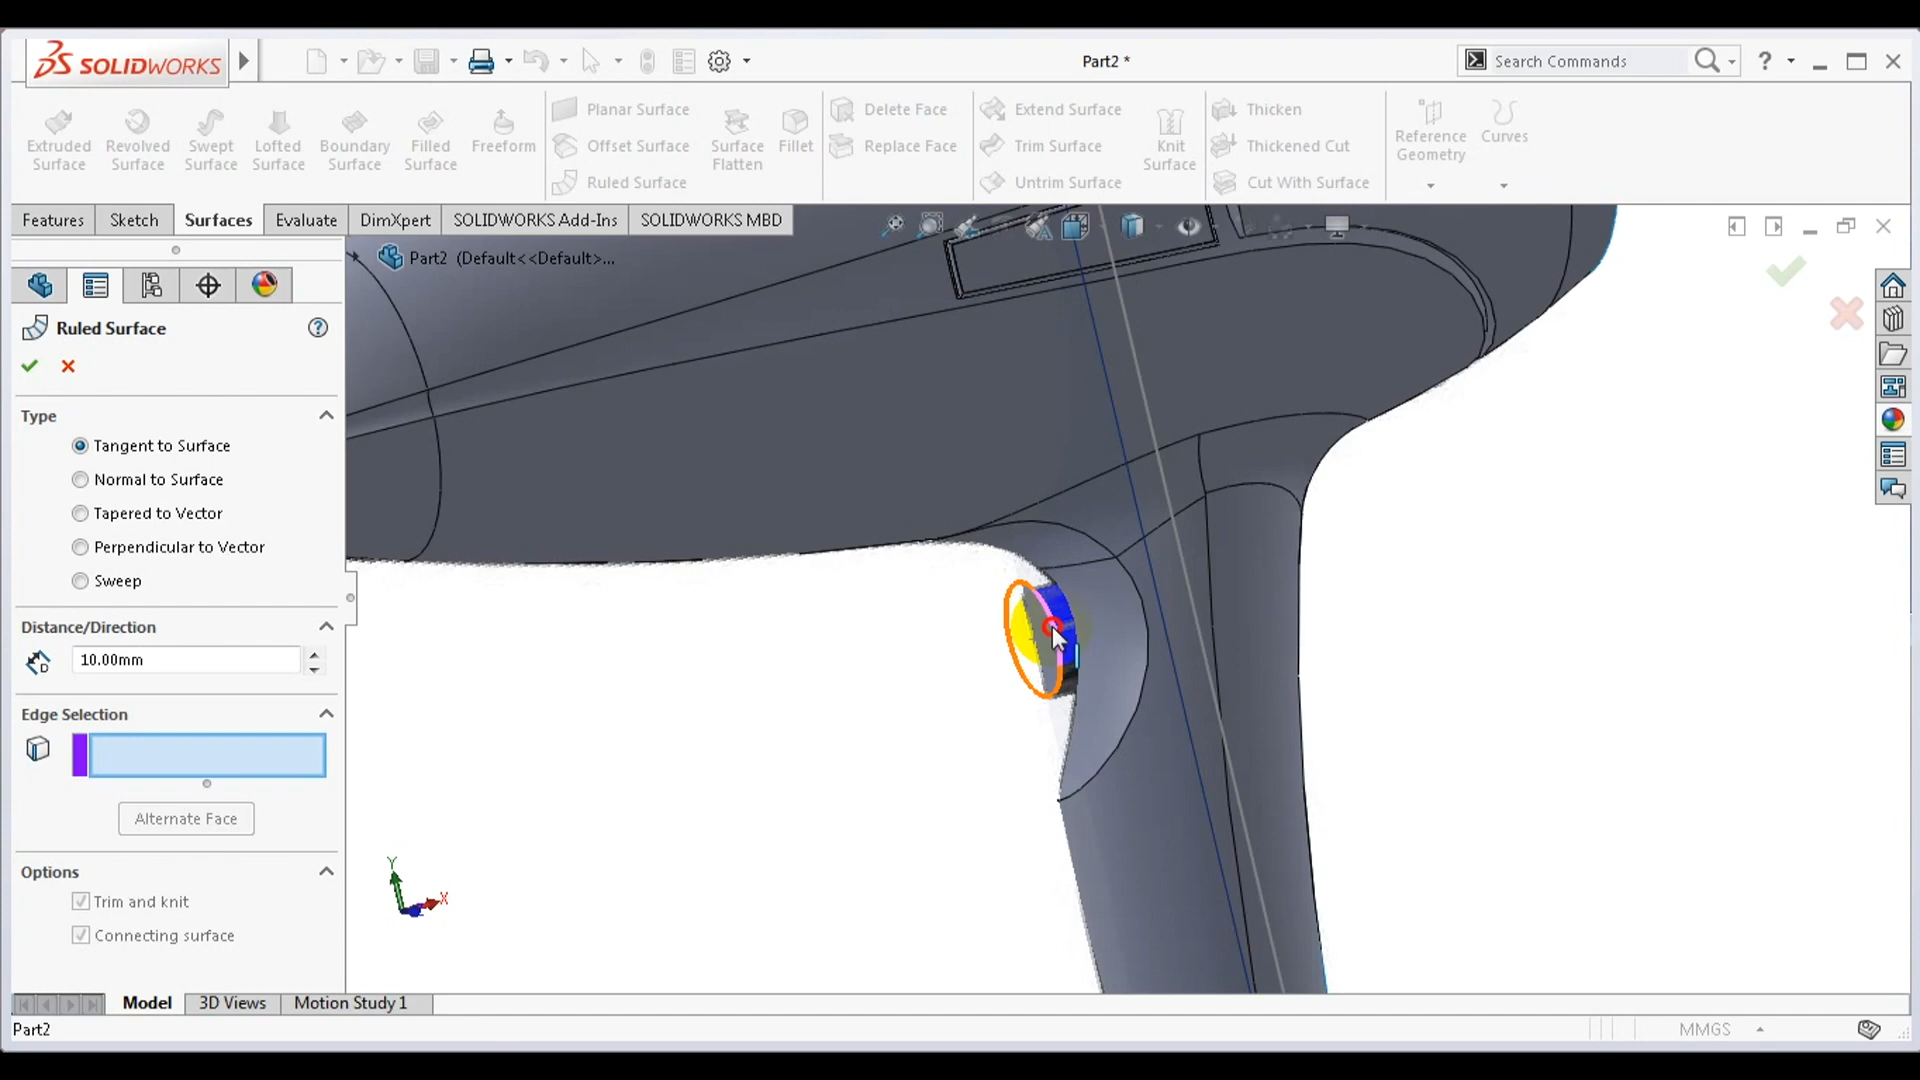 SOLIDWORKS
Part2 *
Search Commands
?
Extruded Surface
Revolved Surface
Swept Surface
Lofted Surface
Boundary Surface
Filled Surface
Freeform
Planar Surface
Offset Surface
Ruled Surface
Surface Flatten
Fillet
Delete Face
Replace Face
Extend Surface
Trim Surface
Untrim Surface
Knit Surface
Thicken
Thickened Cut
Cut With Surface
Reference Geometry
Curves
Features
Sketch
Surfaces
Evaluate
DimXpert
SOLIDWORKS Add-Ins
SOLIDWORKS MBD
Part2 (Default<<Default>...
Ruled Surface
?
Type
Tangent to Surface
Normal to Surface
Tapered to Vector
Perpendicular to Vector
Sweep
Distance/Direction
D
10.00mm
Edge Selection
Alternate Face
Options
Trim and knit
Connecting surface
Y
X
Model
3D Views
Motion Study 1
Part2
MMGS